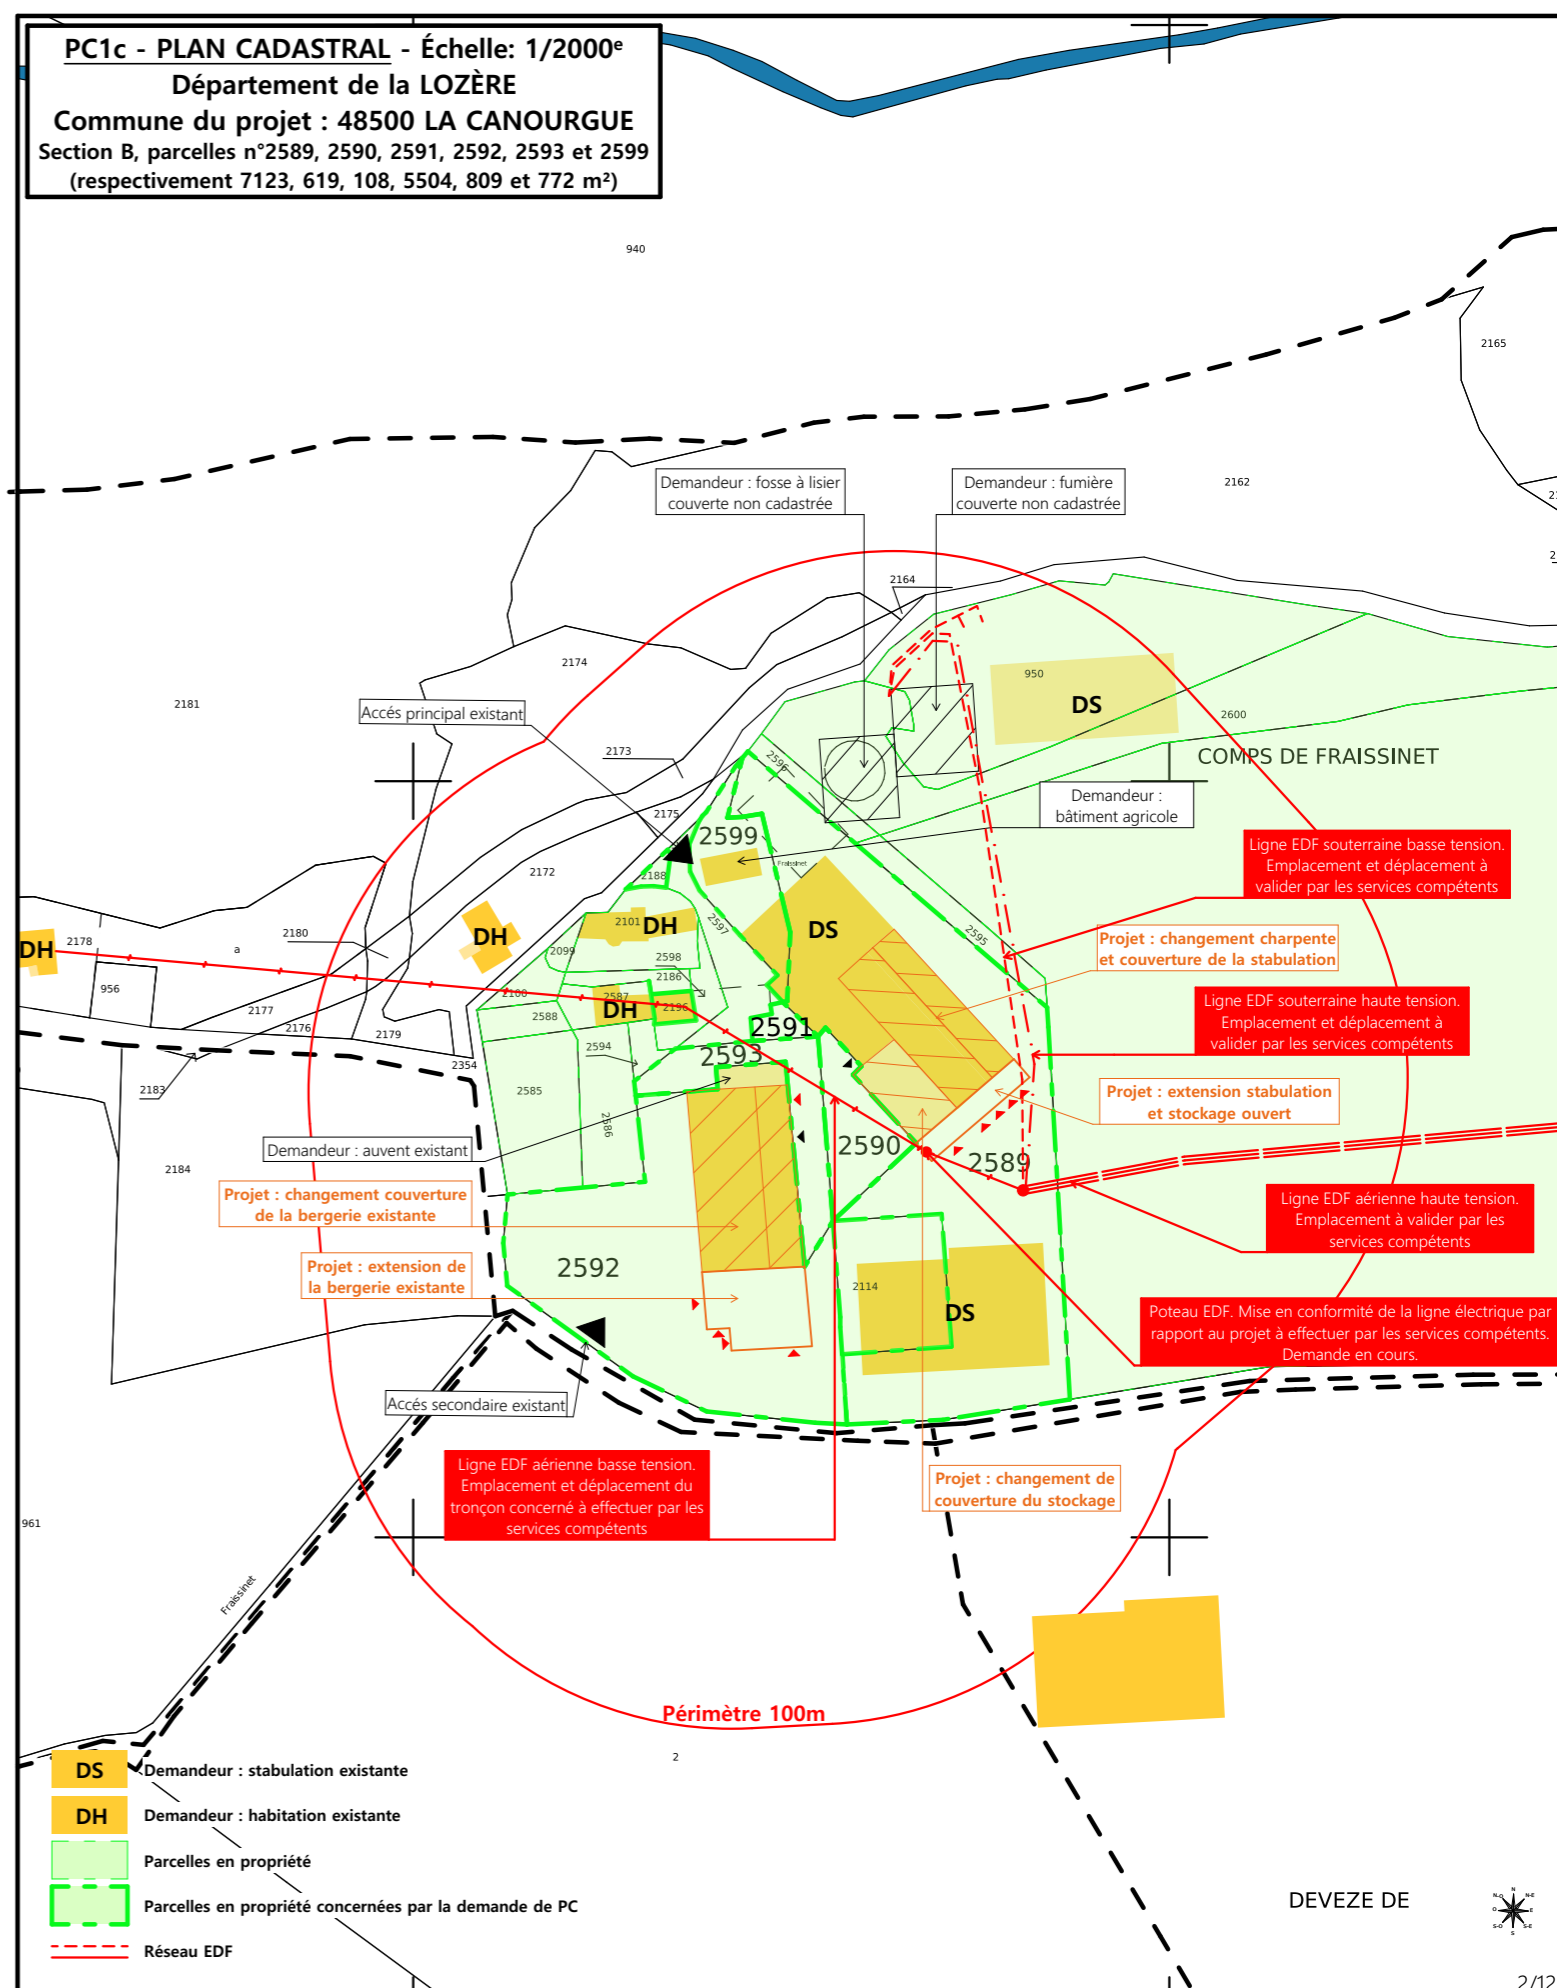 PC1c - PLAN CADASTRAL - Échelle: 1/2000ᵉ
Département de la LOZÈRE
Commune du projet : 48500 LA CANOURGUE
Section B, parcelles n°2589, 2590, 2591, 2592, 2593 et 2599
(respectivement 7123, 619, 108, 5504, 809 et 772 m²)
940
2165
2162
Demandeur : fosse à lisier
couverte non cadastrée
Demandeur : fumière
couverte non cadastrée
2164
2174
950
DS
2181
Accés principal existant
2600
2173
COMPS DE FRAISSINET
2596
Demandeur :
bâtiment agricole
2175
2599
Fraissinet
Ligne EDF souterraine basse tension.
Emplacement et déplacement à
valider par les services compétents
2172
2188
2101
DH
2597
DS
2595
DH
DH
2178
2180
a
2099
2598
Projet : changement charpente
et couverture de la stabulation
956
2186
2100
2587
DH
2196
2177
2588
2176
2179
2591
Ligne EDF souterraine haute tension.
Emplacement et déplacement à
valider par les services compétents
2594
2593
2354
2183
2585
2586
Projet : extension stabulation
et stockage ouvert
Demandeur : auvent existant
2590
2589
2184
Projet : changement couverture
de la bergerie existante
Ligne EDF aérienne haute tension.
Emplacement à valider par les
services compétents
Projet : extension de
la bergerie existante
2592
2114
DS
Poteau EDF. Mise en conformité de la ligne électrique par
rapport au projet à effectuer par les services compétents.
Demande en cours.
Accés secondaire existant
Ligne EDF aérienne basse tension.
Emplacement et déplacement du
tronçon concerné à effectuer par les
services compétents
Projet : changement de
couverture du stockage
961
Fraissinet
Périmètre 100m
2
DS
Demandeur : stabulation existante
DH
Demandeur : habitation existante
Parcelles en propriété
Parcelles en propriété concernées par la demande de PC
Réseau EDF
DEVEZE DE
N
N-O
N-E
O
E
S-O
S-E
S
2/12